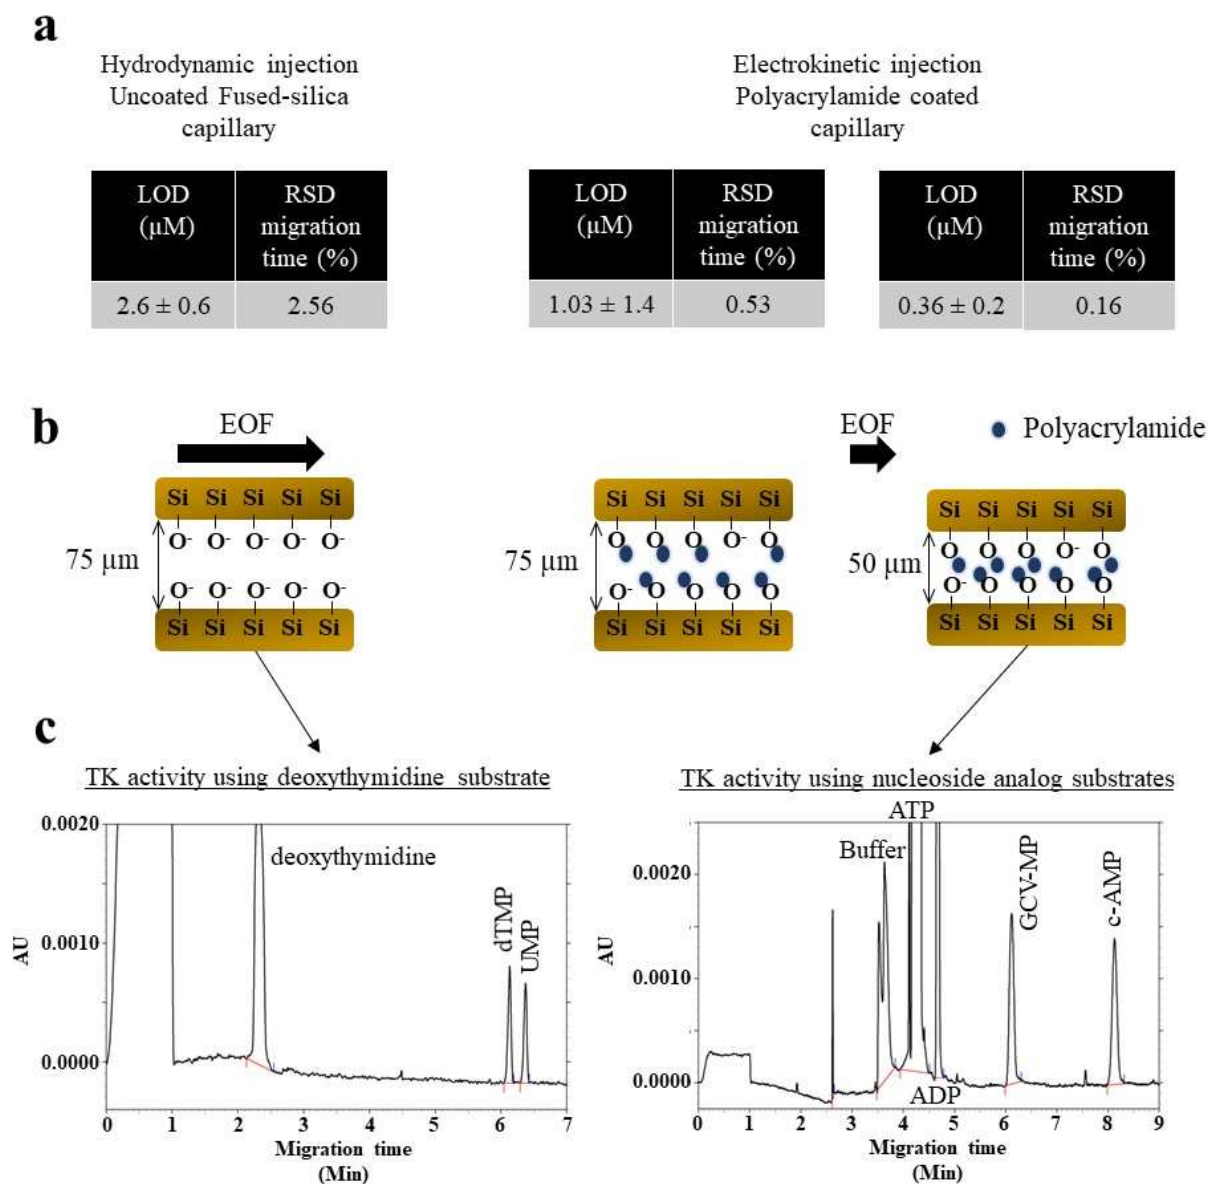 a
Hydrodynamic injection
Uncoated Fused-silica
capillary
Electrokinetic injection
Polyacrylamide coated
capillary
LOD
(µM)
RSD
migration
time (%)
2.6 ± 0.6
2.56
LOD
(µM)
RSD
migration
time (%)
1.03 ± 1.4
0.53
LOD
(µM)
RSD
migration
time (%)
0.36 ± 0.2
0.16
b
EOF
EOF
Polyacrylamide
Si Si Si Si Si
O- O- O- O- O-
75 µm
O- O- O- O- O-
Si Si Si Si Si
Si Si Si Si Si
O O O O- O
75 µm
O- O O O O
Si Si Si Si Si
Si Si Si Si Si
O O O O- O
50 µm
O- O O O O
Si Si Si Si Si
c
TK activity using deoxythymidine substrate
0.0020
0.0010
0.0000
AU
deoxythymidine
dTMP
UMP
0 1 2 3 4 5 6 7
Migration time
(Min)
TK activity using nucleoside analog substrates
ATP
Buffer
GCV-MP
c-AMP
0.0020
0.0010
0.0000
AU
ADP
0 1 2 3 4 5 6 7 8 9
Migration time
(Min)